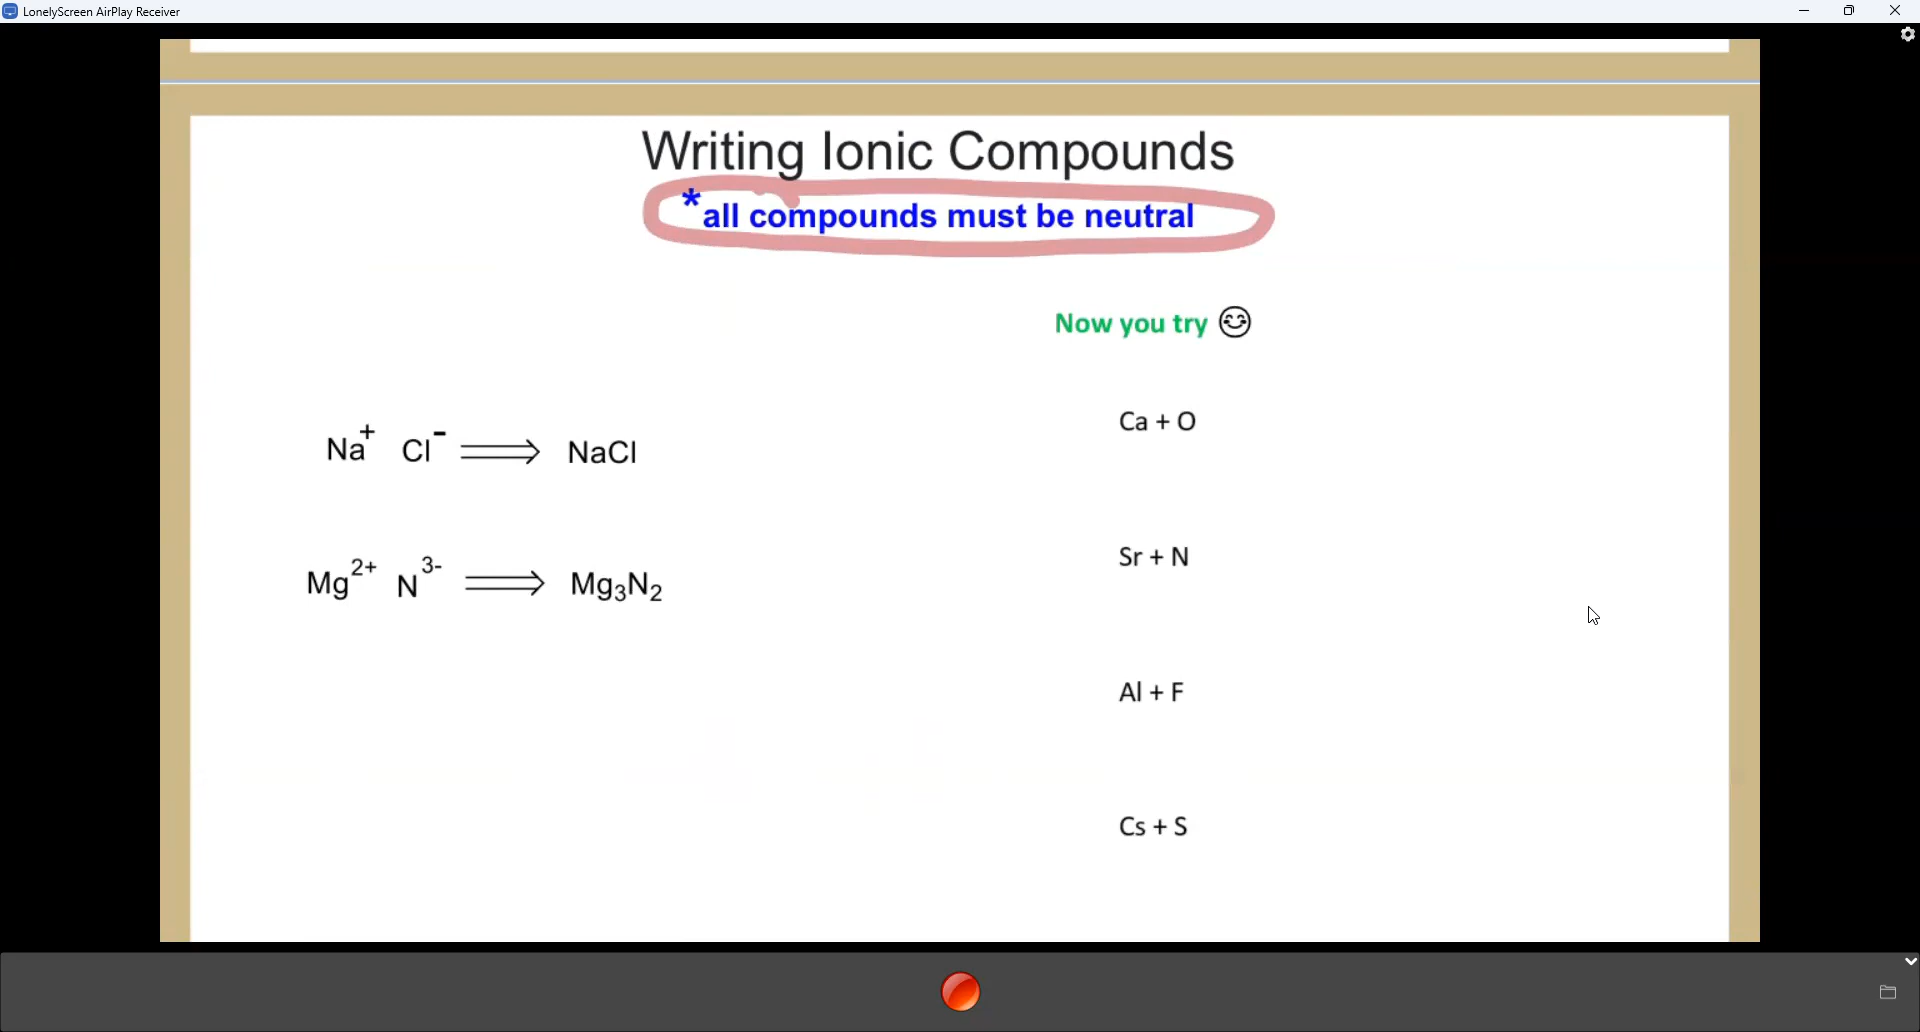 LonelyScreen AirPlay Receiver
Writing Ionic Compounds
*all compounds must be neutral
Now you try 😊
Na⁺ Cl⁻ ⟹ NaCl
Mg²⁺ N³⁻ ⟹ Mg₃N₂
Ca + O
Sr + N
Al + F
Cs + S